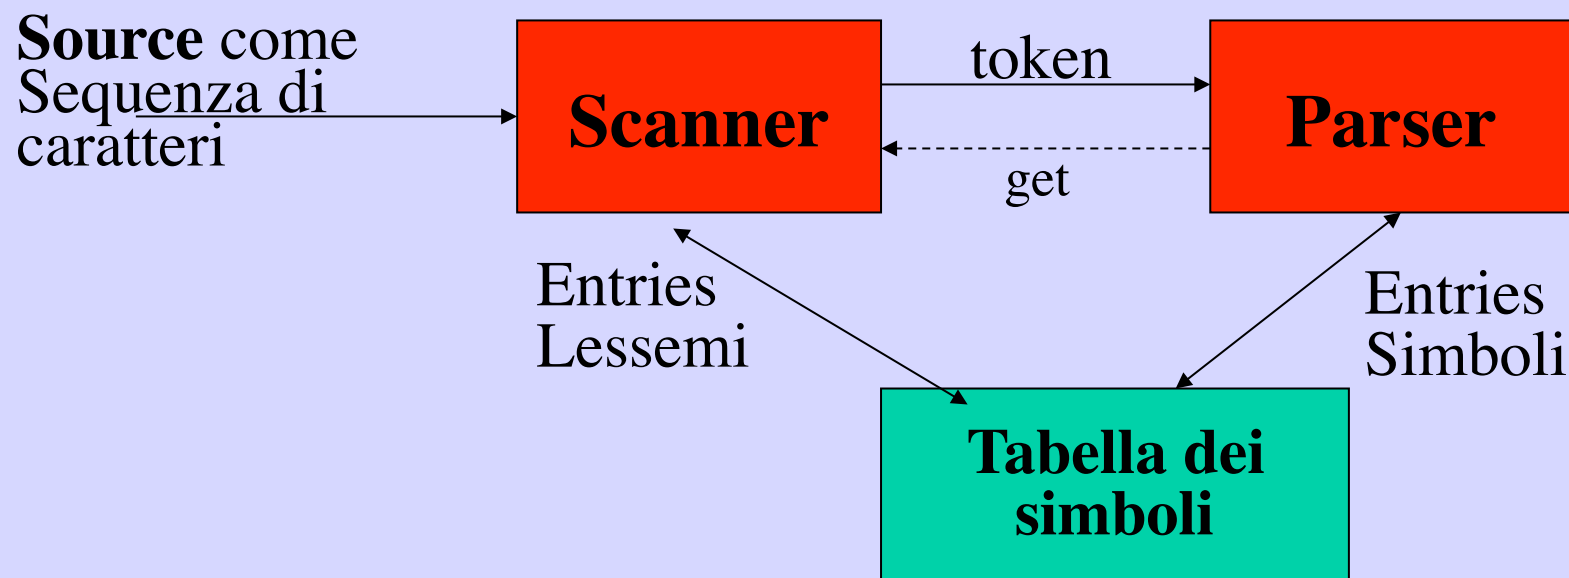 Source come
Sequenza di
caratteri
Scanner
token
get
Parser
Entries
Lessemi
Entries
Simboli
Tabella dei
simboli